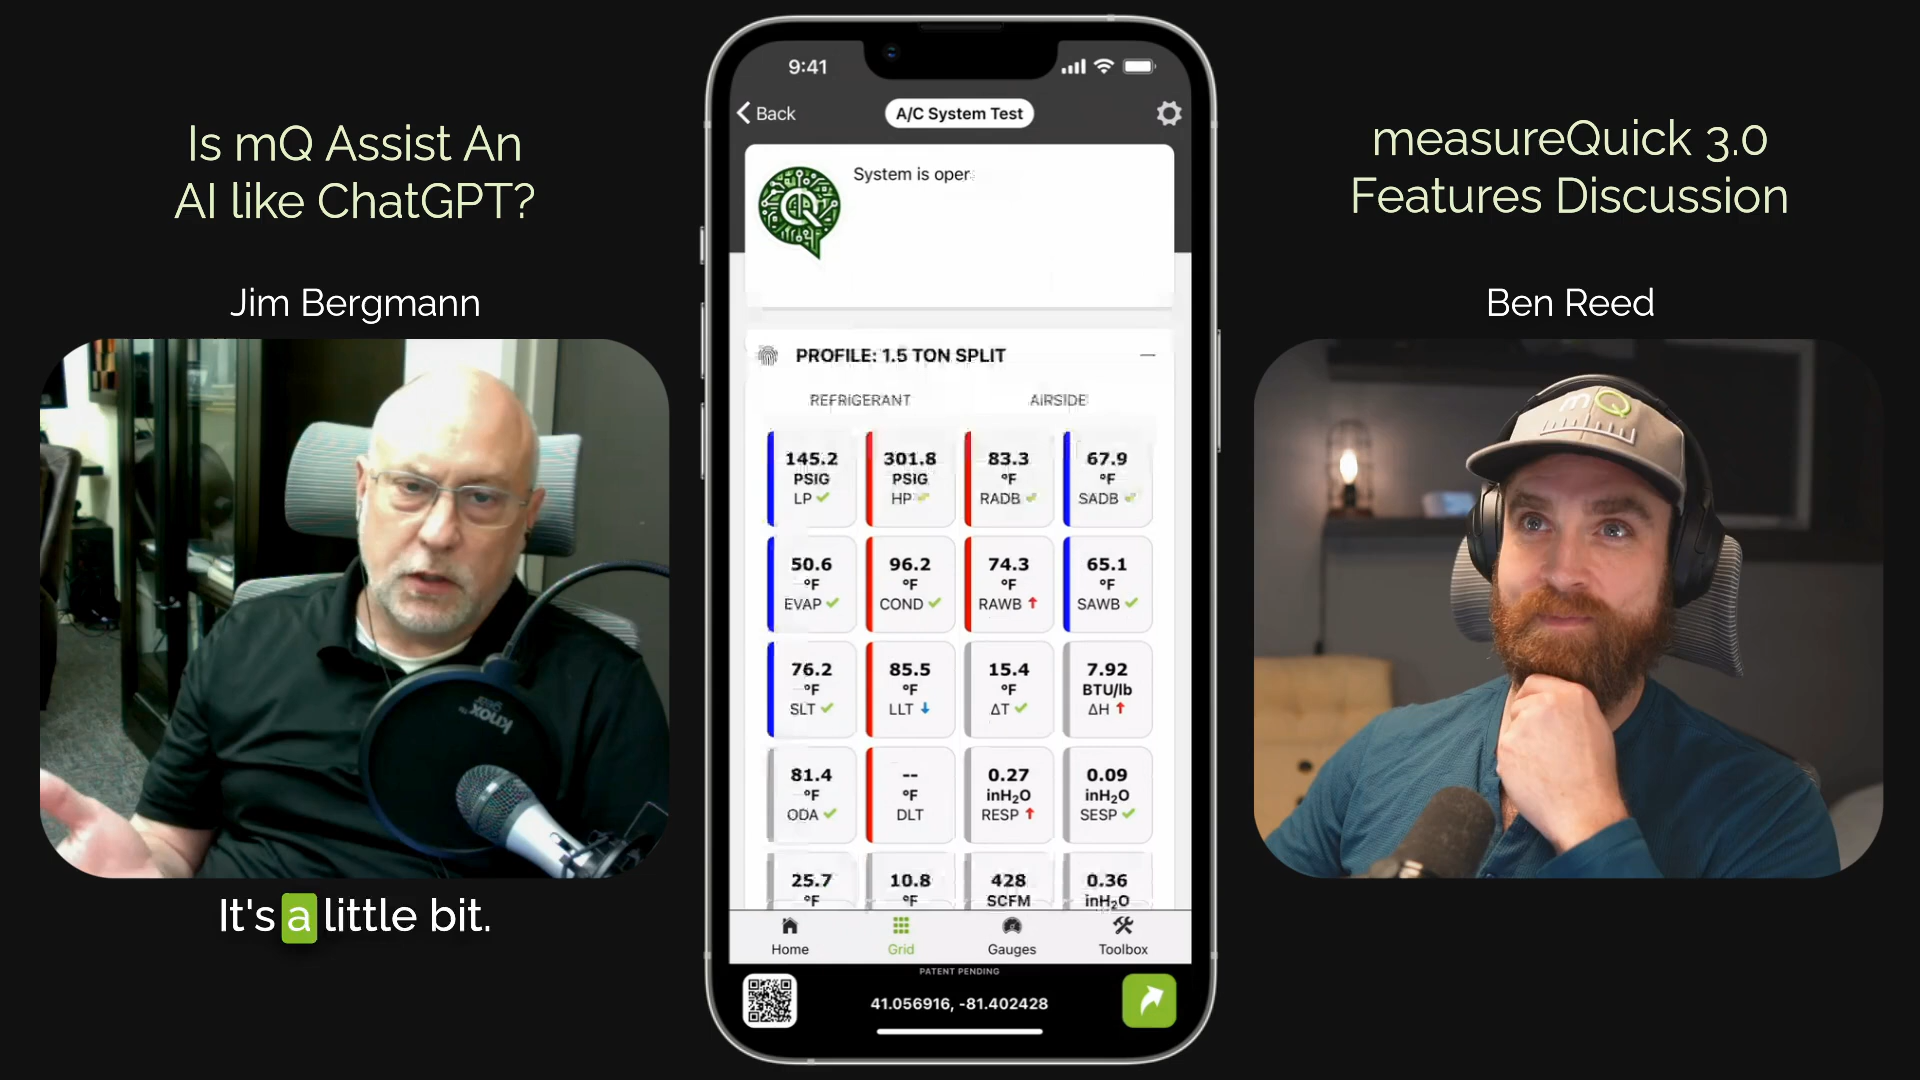 Is mQ Assist An
AI like ChatGPT?
Jim Bergmann
It's a little bit.
9:41
Back
A/C System Test
System is oper
PROFILE: 1.5 TON SPLIT
REFRIGERANT
AIRSIDE
145.2
PSIG
LP
301.8
PSIG
HP
83.3
°F
RADB
67.9
°F
SADB
50.6
°F
EVAP
96.2
°F
COND
74.3
°F
RAWB
65.1
°F
SAWB
76.2
°F
SLT
85.5
°F
LLT
15.4
°F
ΔT
7.92
BTU/lb
ΔH
81.4
°F
ODA
--
°F
DLT
0.27
inH₂O
RESP
0.09
inH₂O
SESP
25.7
°F
10.8
°F
428
SCFM
0.36
inH₂O
Home
Grid
Gauges
Toolbox
PATENT PENDING
41.056916, -81.402428
measureQuick 3.0
Features Discussion
Ben Reed
mQ
knox